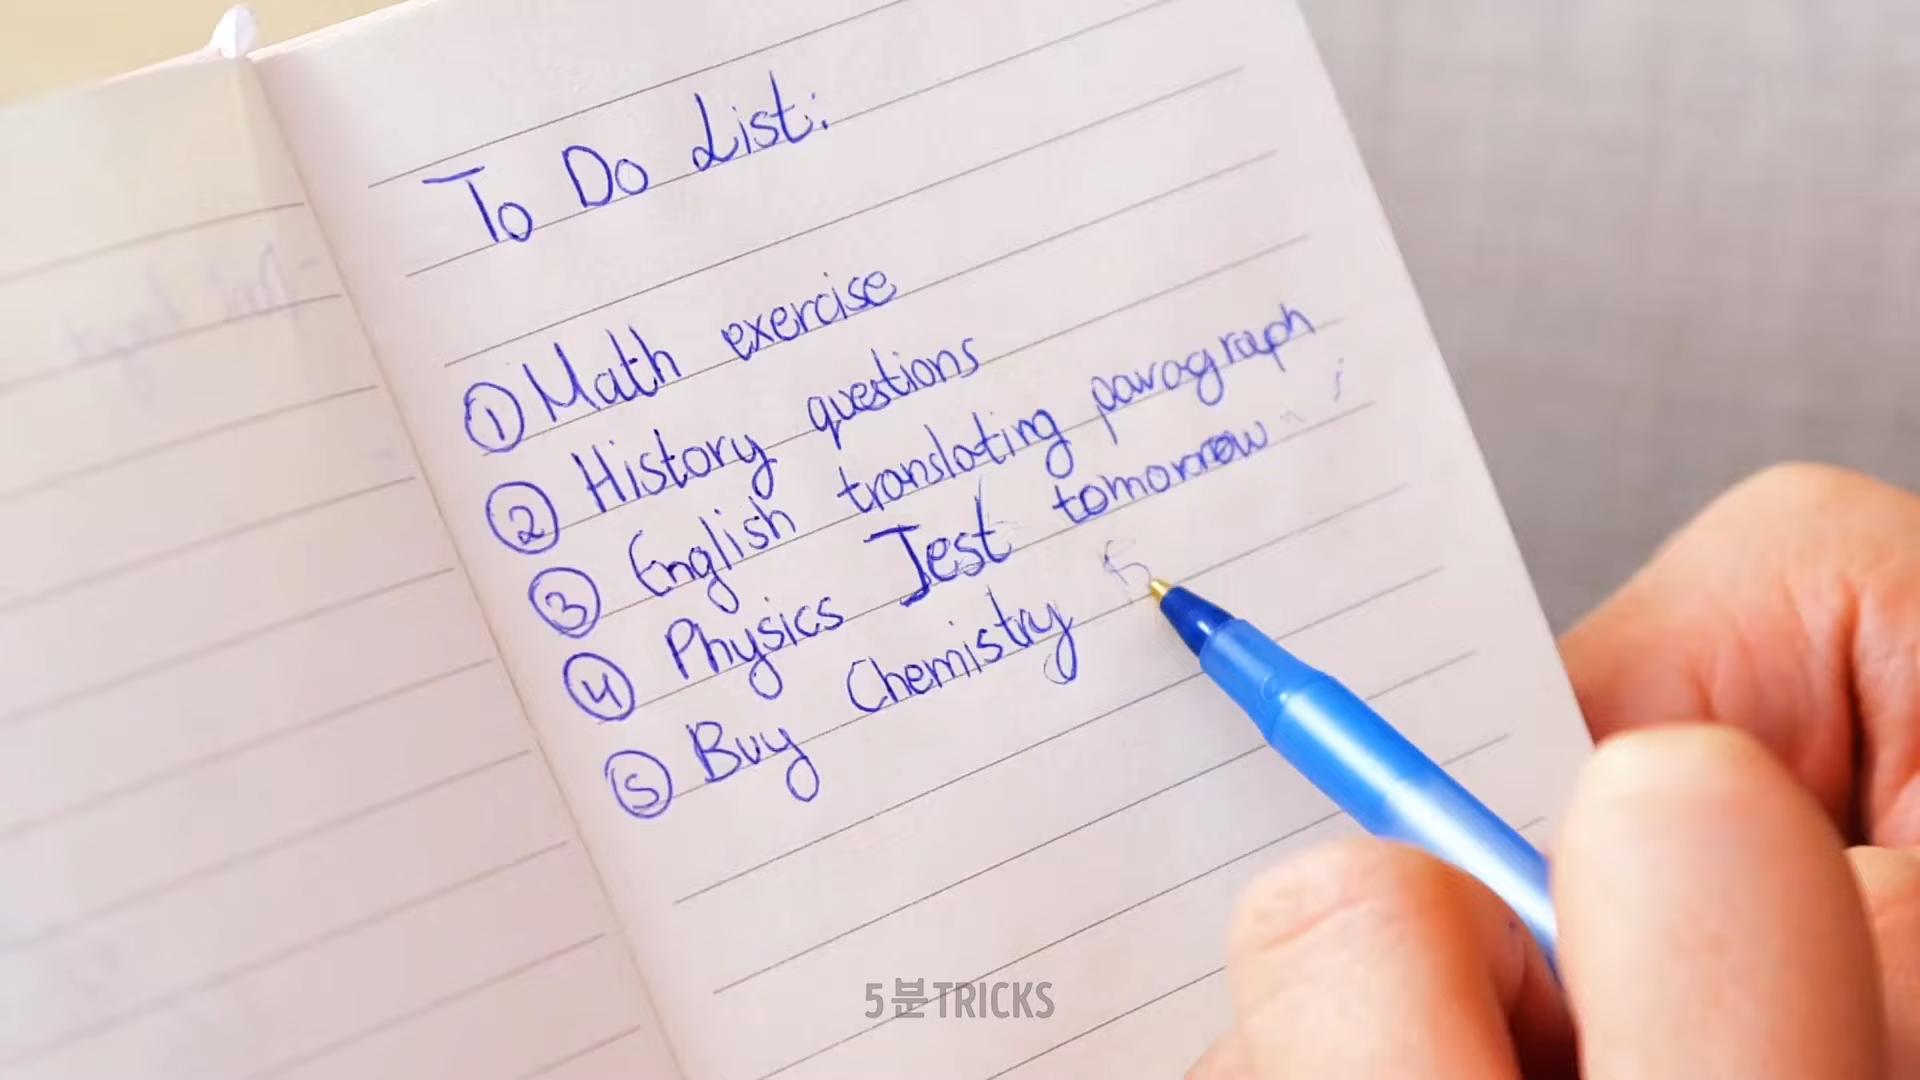 To Do List:
① Math exercise
② History questions
③ English translating paragraph
④ Physics Test tomorrow
⑤ Buy Chemistry
5분TRICKS